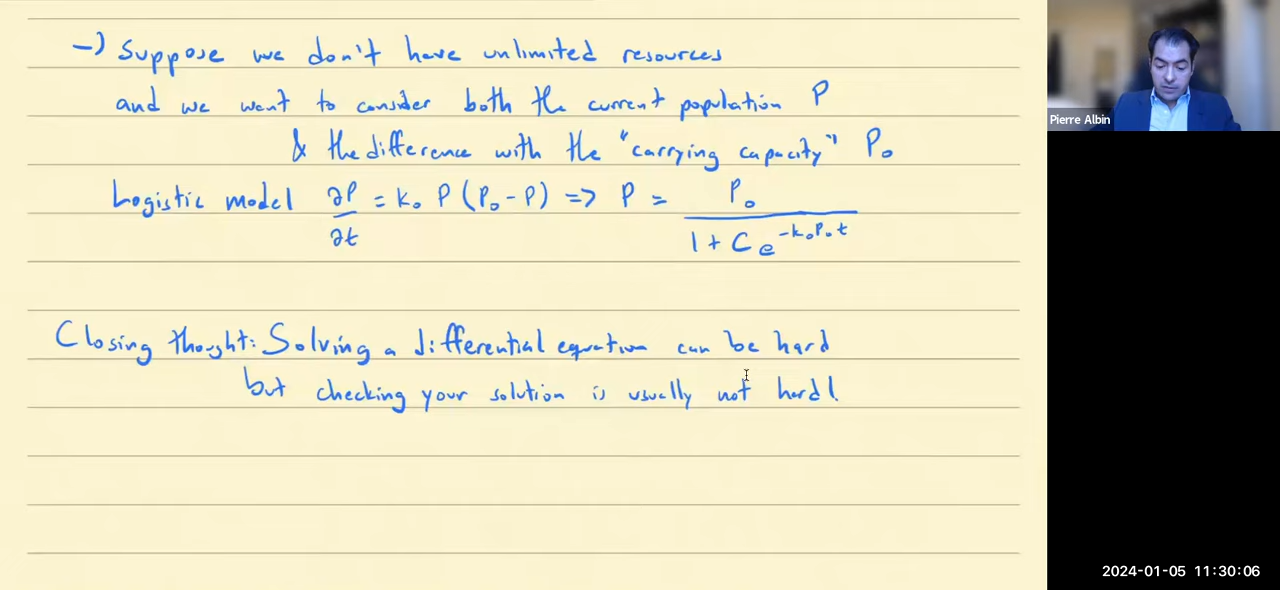 → Suppose we don't have unlimited resources
and we want to consider both the current population P
& the difference with the "carrying capacity" P₀
Logistic model ∂P/∂t = k₀ P (P₀ - P) => P = P₀ / (1 + C e^(-k₀P₀t))
Closing thought: Solving a differential equation can be hard
but checking your solution is usually not hard!
Pierre Albin
2024-01-05 11:30:06